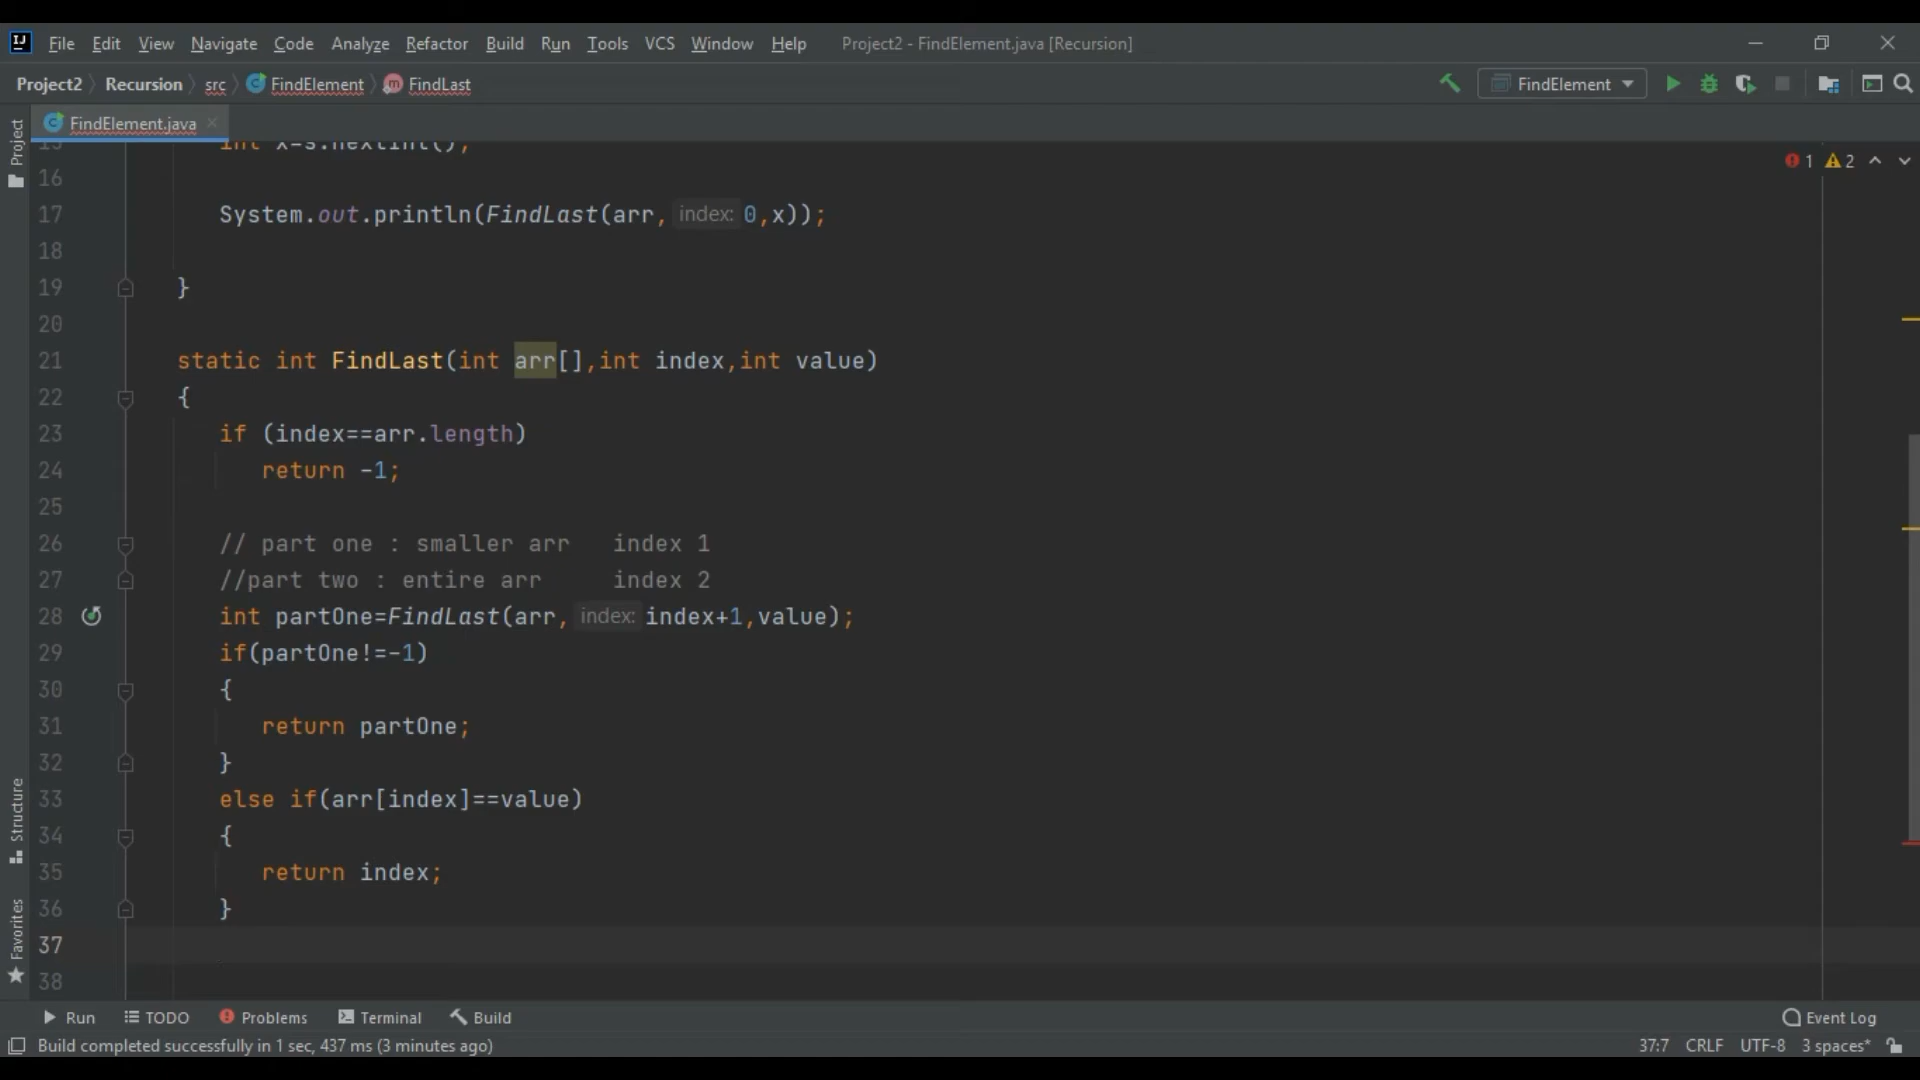 File Edit View Navigate Code Analyze Refactor Build Run Tools VCS Window Help Project2 - FindElement.java [Recursion]
Project2 Recursion src FindElement FindLast FindElement
FindElement.java
Project
15 int x=s.nextInt();
1 2
16
17 System.out.println(FindLast(arr, index: 0,x));
18
19 }
20
21 static int FindLast(int arr[],int index,int value)
22 {
23 if (index==arr.length)
24 return -1;
25
26 // part one : smaller arr index 1
27 //part two : entire arr index 2
28 int partOne=FindLast(arr, index: index+1,value);
29 if(partOne!=-1)
30 {
31 return partOne;
32 }
33 else if(arr[index]==value)
34 {
35 return index;
36 }
37
38
Structure
Favorites
Run TODO Problems Terminal Build Event Log
Build completed successfully in 1 sec, 437 ms (3 minutes ago) 37:7 CRLF UTF-8 3 spaces*